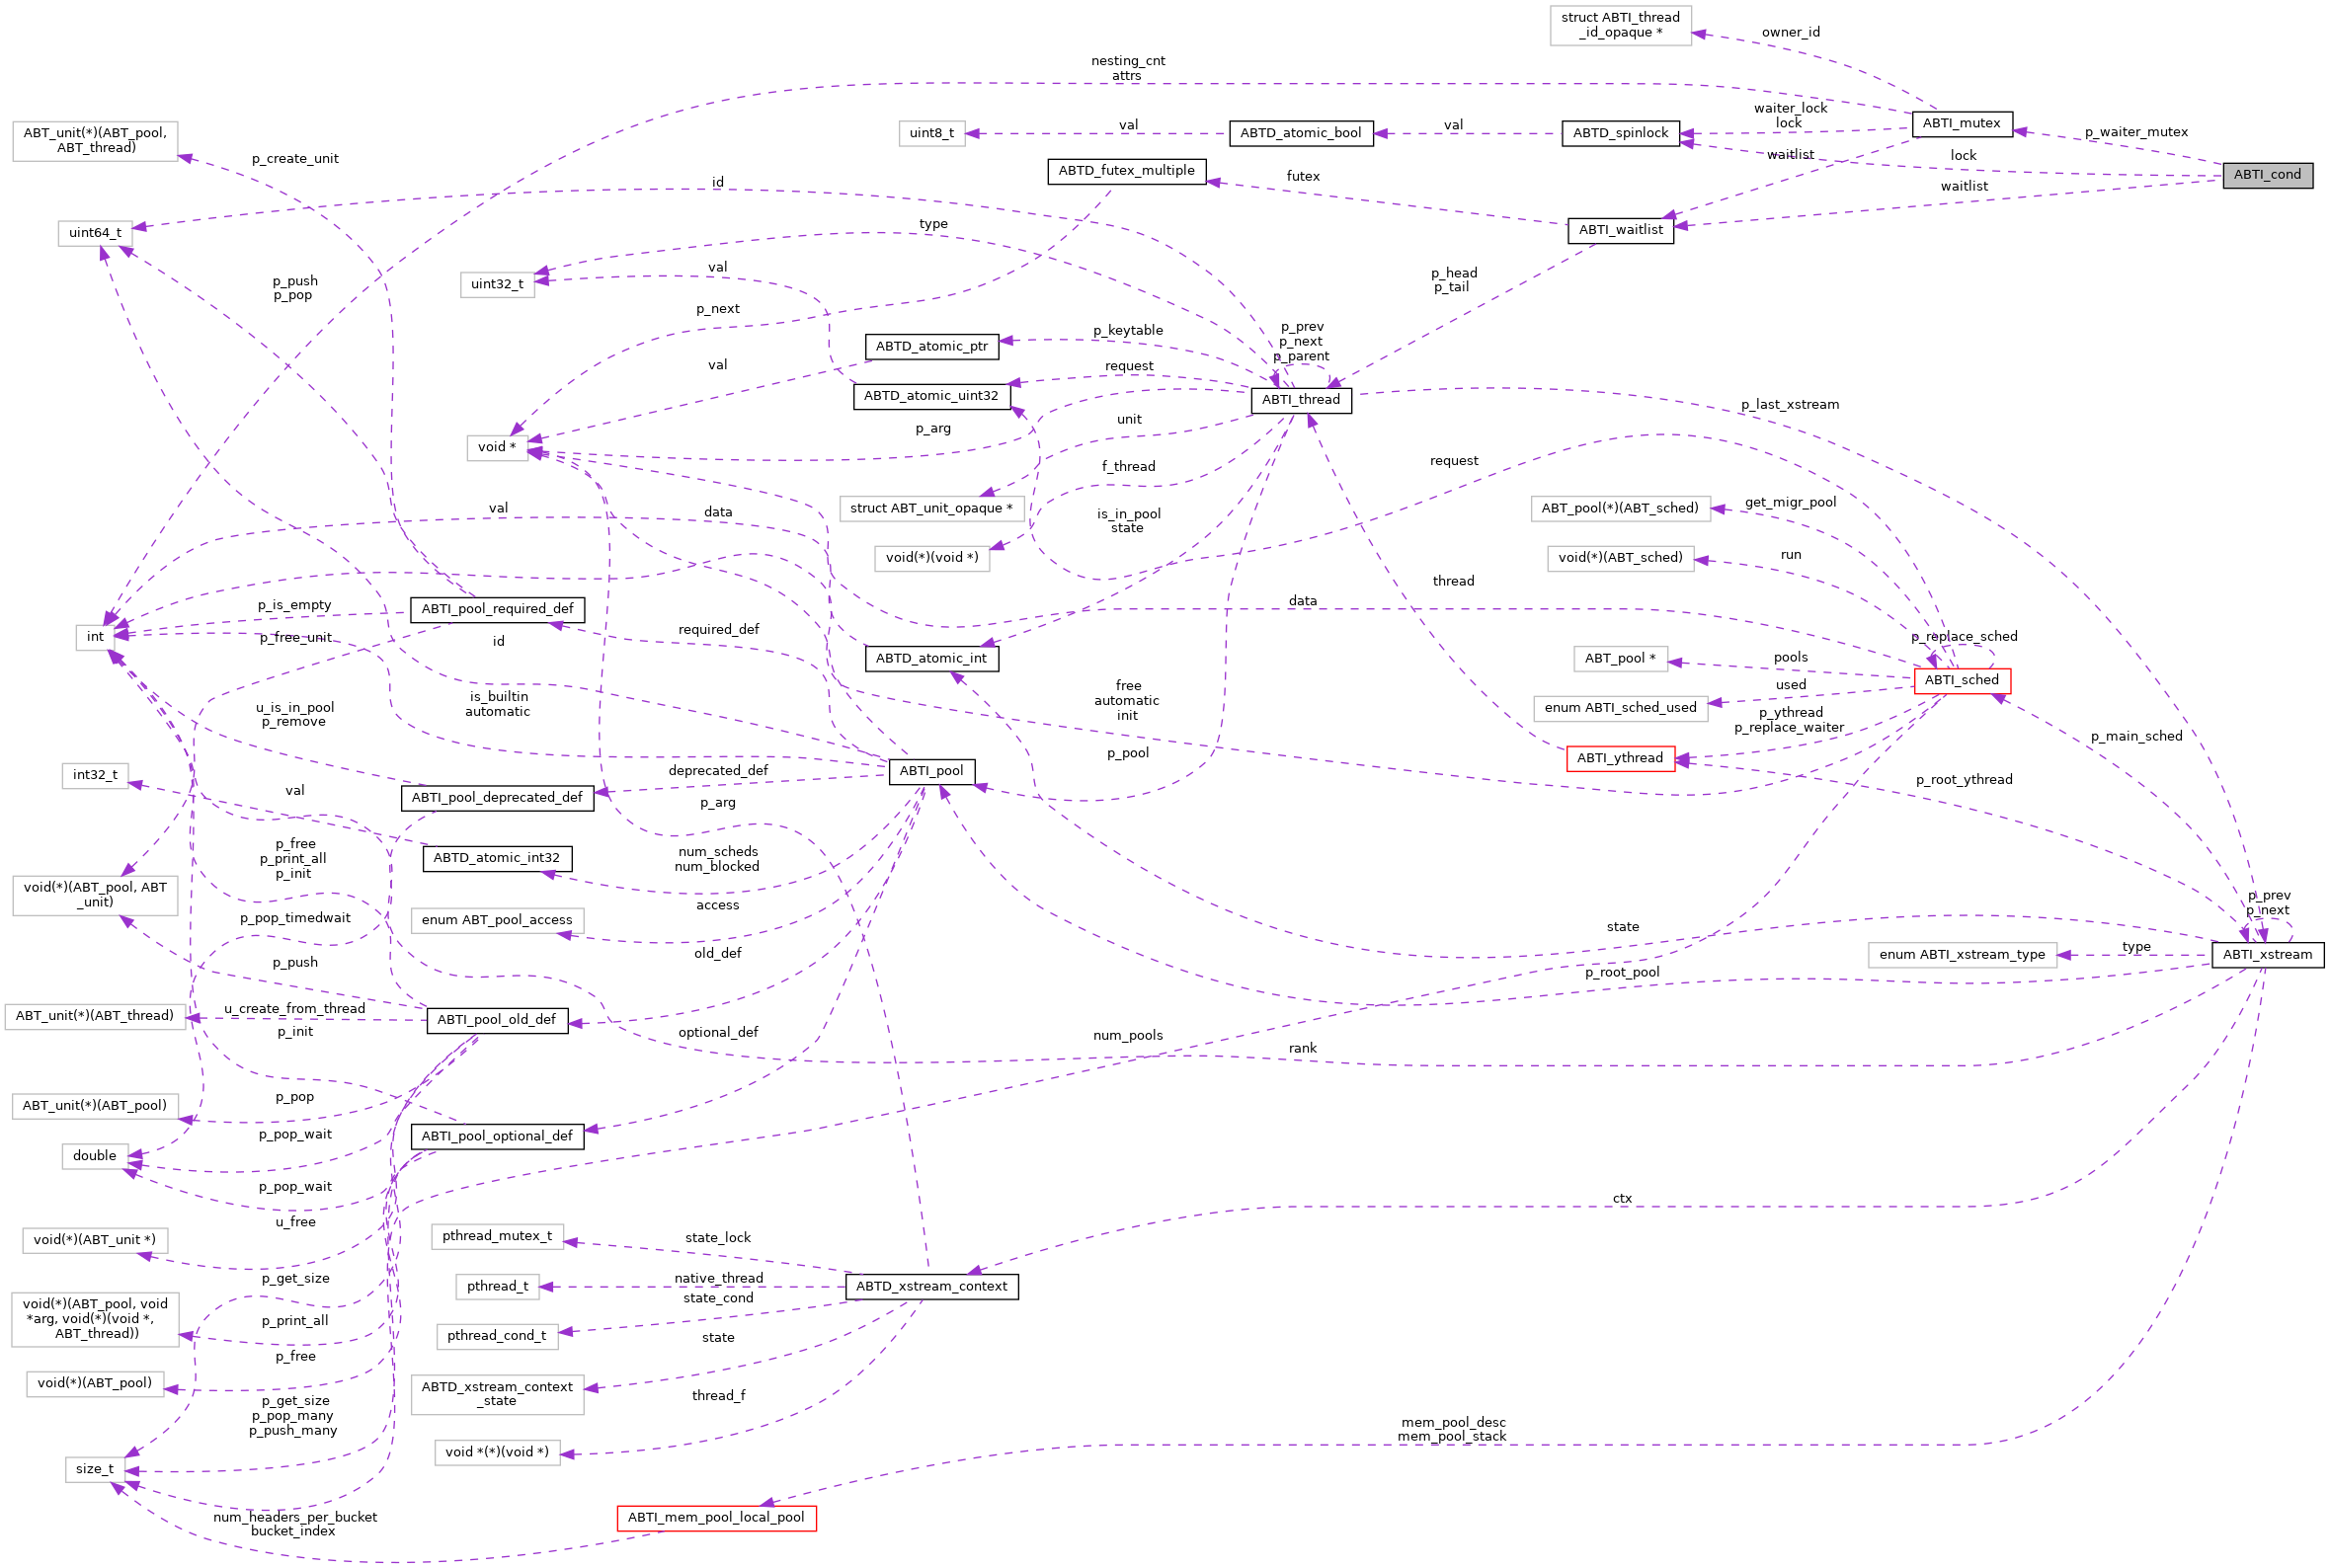 struct ABTI_thread
_id_opaque *
owner_id
nesting_cnt
attrs
ABT_unit(*)(ABT_pool,
ABT_thread)
p_create_unit
uint8_t
val
ABTD_atomic_bool
val
ABTD_spinlock
waiter_lock
lock
ABTI_mutex
p_waiter_mutex
waitlist
lock
ABTI_cond
ABTD_futex_multiple
futex
waitlist
id
uint64_t
type
ABTI_waitlist
val
uint32_t
p_push
p_pop
p_head
p_tail
p_next
ABTD_atomic_ptr
p_keytable
p_prev
p_next
p_parent
val
request
ABTD_atomic_uint32
ABTI_thread
p_last_xstream
p_arg
unit
void *
f_thread
request
struct ABT_unit_opaque *
ABT_pool(*)(ABT_sched)
get_migr_pool
val
data
is_in_pool
state
void(*)(void *)
void(*)(ABT_sched)
run
thread
ABTI_pool_required_def
p_is_empty
data
int
p_free_unit
id
required_def
p_replace_sched
ABTD_atomic_int
ABT_pool *
pools
ABTI_sched
used
enum ABTI_sched_used
is_builtin
automatic
free
automatic
init
u_is_in_pool
p_remove
p_ythread
p_replace_waiter
p_main_sched
p_pool
ABTI_ythread
int32_t
deprecated_def
ABTI_pool
p_root_ythread
val
ABTI_pool_deprecated_def
p_arg
p_free
p_print_all
p_init
ABTD_atomic_int32
num_scheds
num_blocked
void(*)(ABT_pool, ABT
_unit)
access
enum ABT_pool_access
p_pop_timedwait
p_prev
p_next
state
old_def
type
enum ABTI_xstream_type
ABTI_xstream
p_push
p_root_pool
ABT_unit(*)(ABT_thread)
u_create_from_thread
ABTI_pool_old_def
p_init
optional_def
num_pools
rank
p_pop
ABT_unit(*)(ABT_pool)
p_pop_wait
ABTI_pool_optional_def
double
p_pop_wait
ctx
u_free
void(*)(ABT_unit *)
pthread_mutex_t
state_lock
p_get_size
pthread_t
native_thread
ABTD_xstream_context
state_cond
void(*)(ABT_pool, void
*arg, void(*)(void *,
ABT_thread))
p_print_all
pthread_cond_t
state
p_free
void(*)(ABT_pool)
ABTD_xstream_context
_state
thread_f
p_get_size
p_pop_many
p_push_many
mem_pool_desc
mem_pool_stack
void *(*)(void *)
size_t
num_headers_per_bucket
bucket_index
ABTI_mem_pool_local_pool